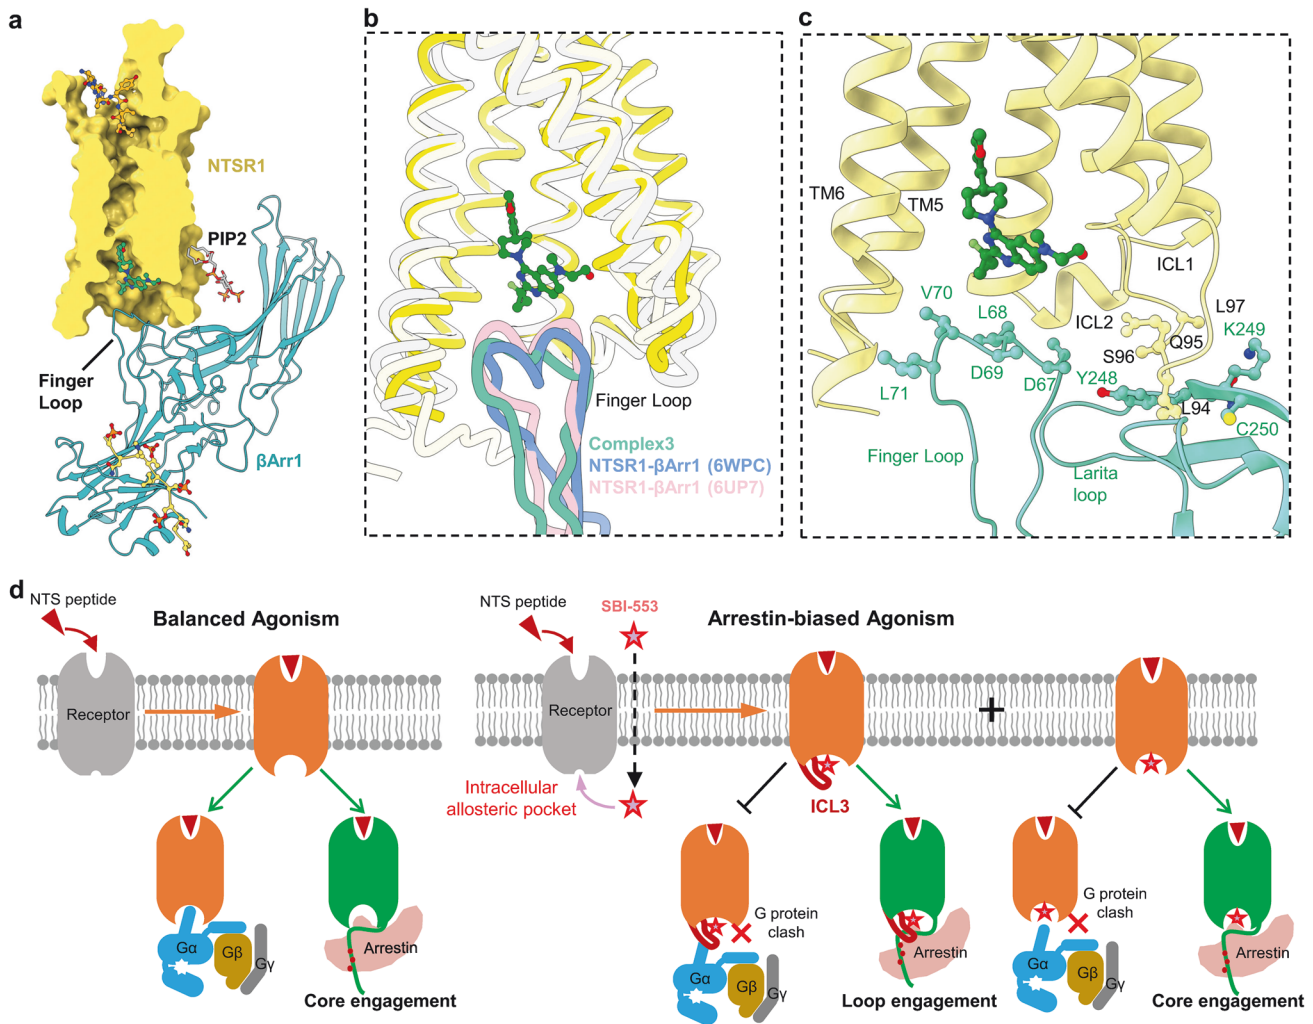 a
NTSR1
PIP2
Finger
Loop
βArr1
b
Finger Loop
Complex3
NTSR1-βArr1 (6WPC)
NTSR1-βArr1 (6UP7)
c
TM6
TM5
ICL1
V70
L68
ICL2
L97
K249
Q95
S96
L71
D69
D67
Y248
L94
C250
Finger Loop
Larita
loop
d
NTS peptide
Balanced Agonism
Receptor
Gα
Gβ
Gγ
Arrestin
Core engagement
NTS peptide
SBI-553
Arrestin-biased Agonism
Receptor
Intracellular
allosteric pocket
ICL3
G protein
clash
Gα
Gβ
Gγ
Arrestin
Loop engagement
G protein
clash
Gα
Gβ
Gγ
Arrestin
Core engagement